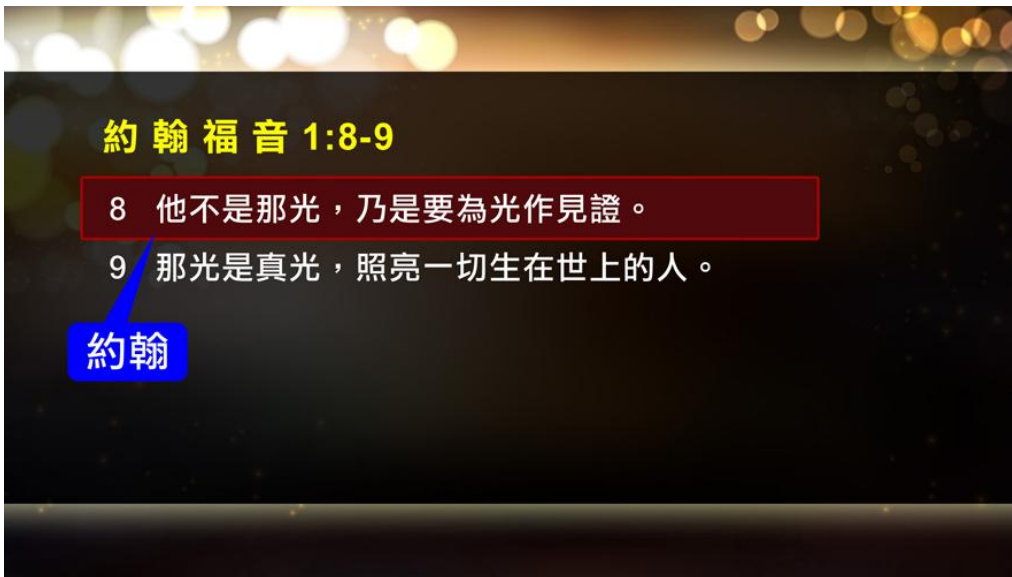 約翰福音 1:8-9
8 他不是那光，乃是要為光作見證。
9 那光是真光，照亮一切生在世上的人。
約翰